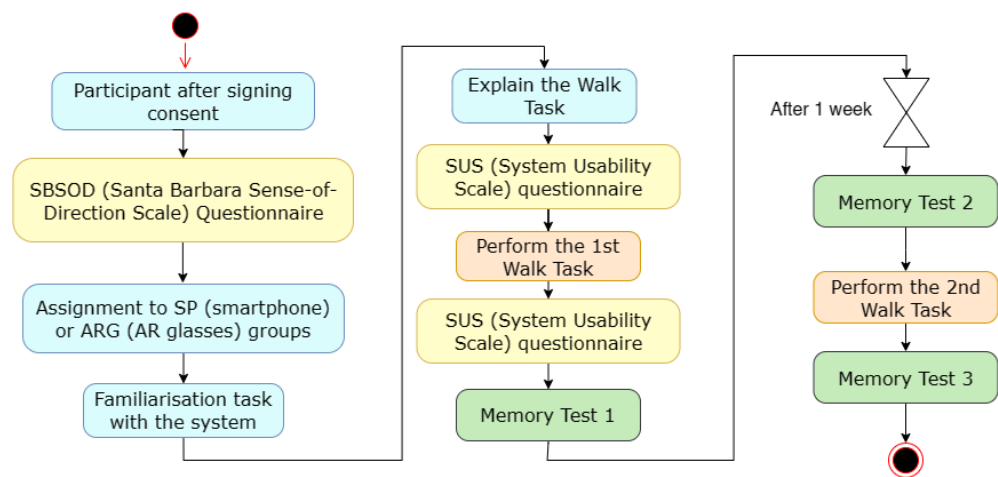 Participant after signing
consent
SBSOD (Santa Barbara Sense-of-
Direction Scale) Questionnaire
Assignment to SP (smartphone)
or ARG (AR glasses) groups
Familiarisation task
with the system
Explain the Walk
Task
SUS (System Usability
Scale) questionnaire
Perform the 1st
Walk Task
SUS (System Usability
Scale) questionnaire
Memory Test 1
After 1 week
Memory Test 2
Perform the 2nd
Walk Task
Memory Test 3